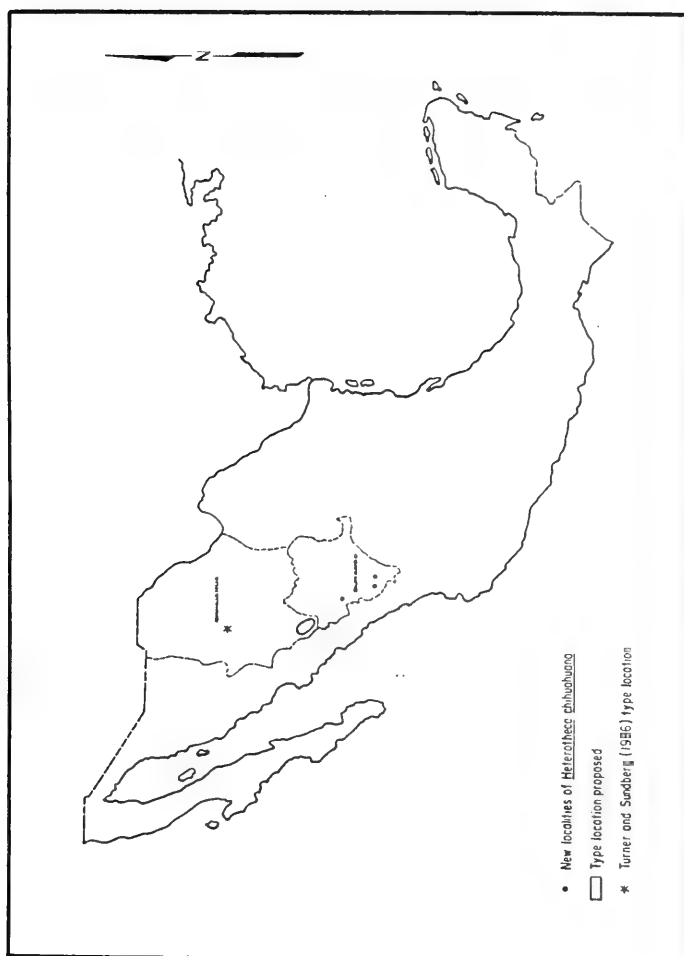 N
New localities of Heterotheca chihuahuana
Type location proposed
Turner and Sundberg (1986) type location